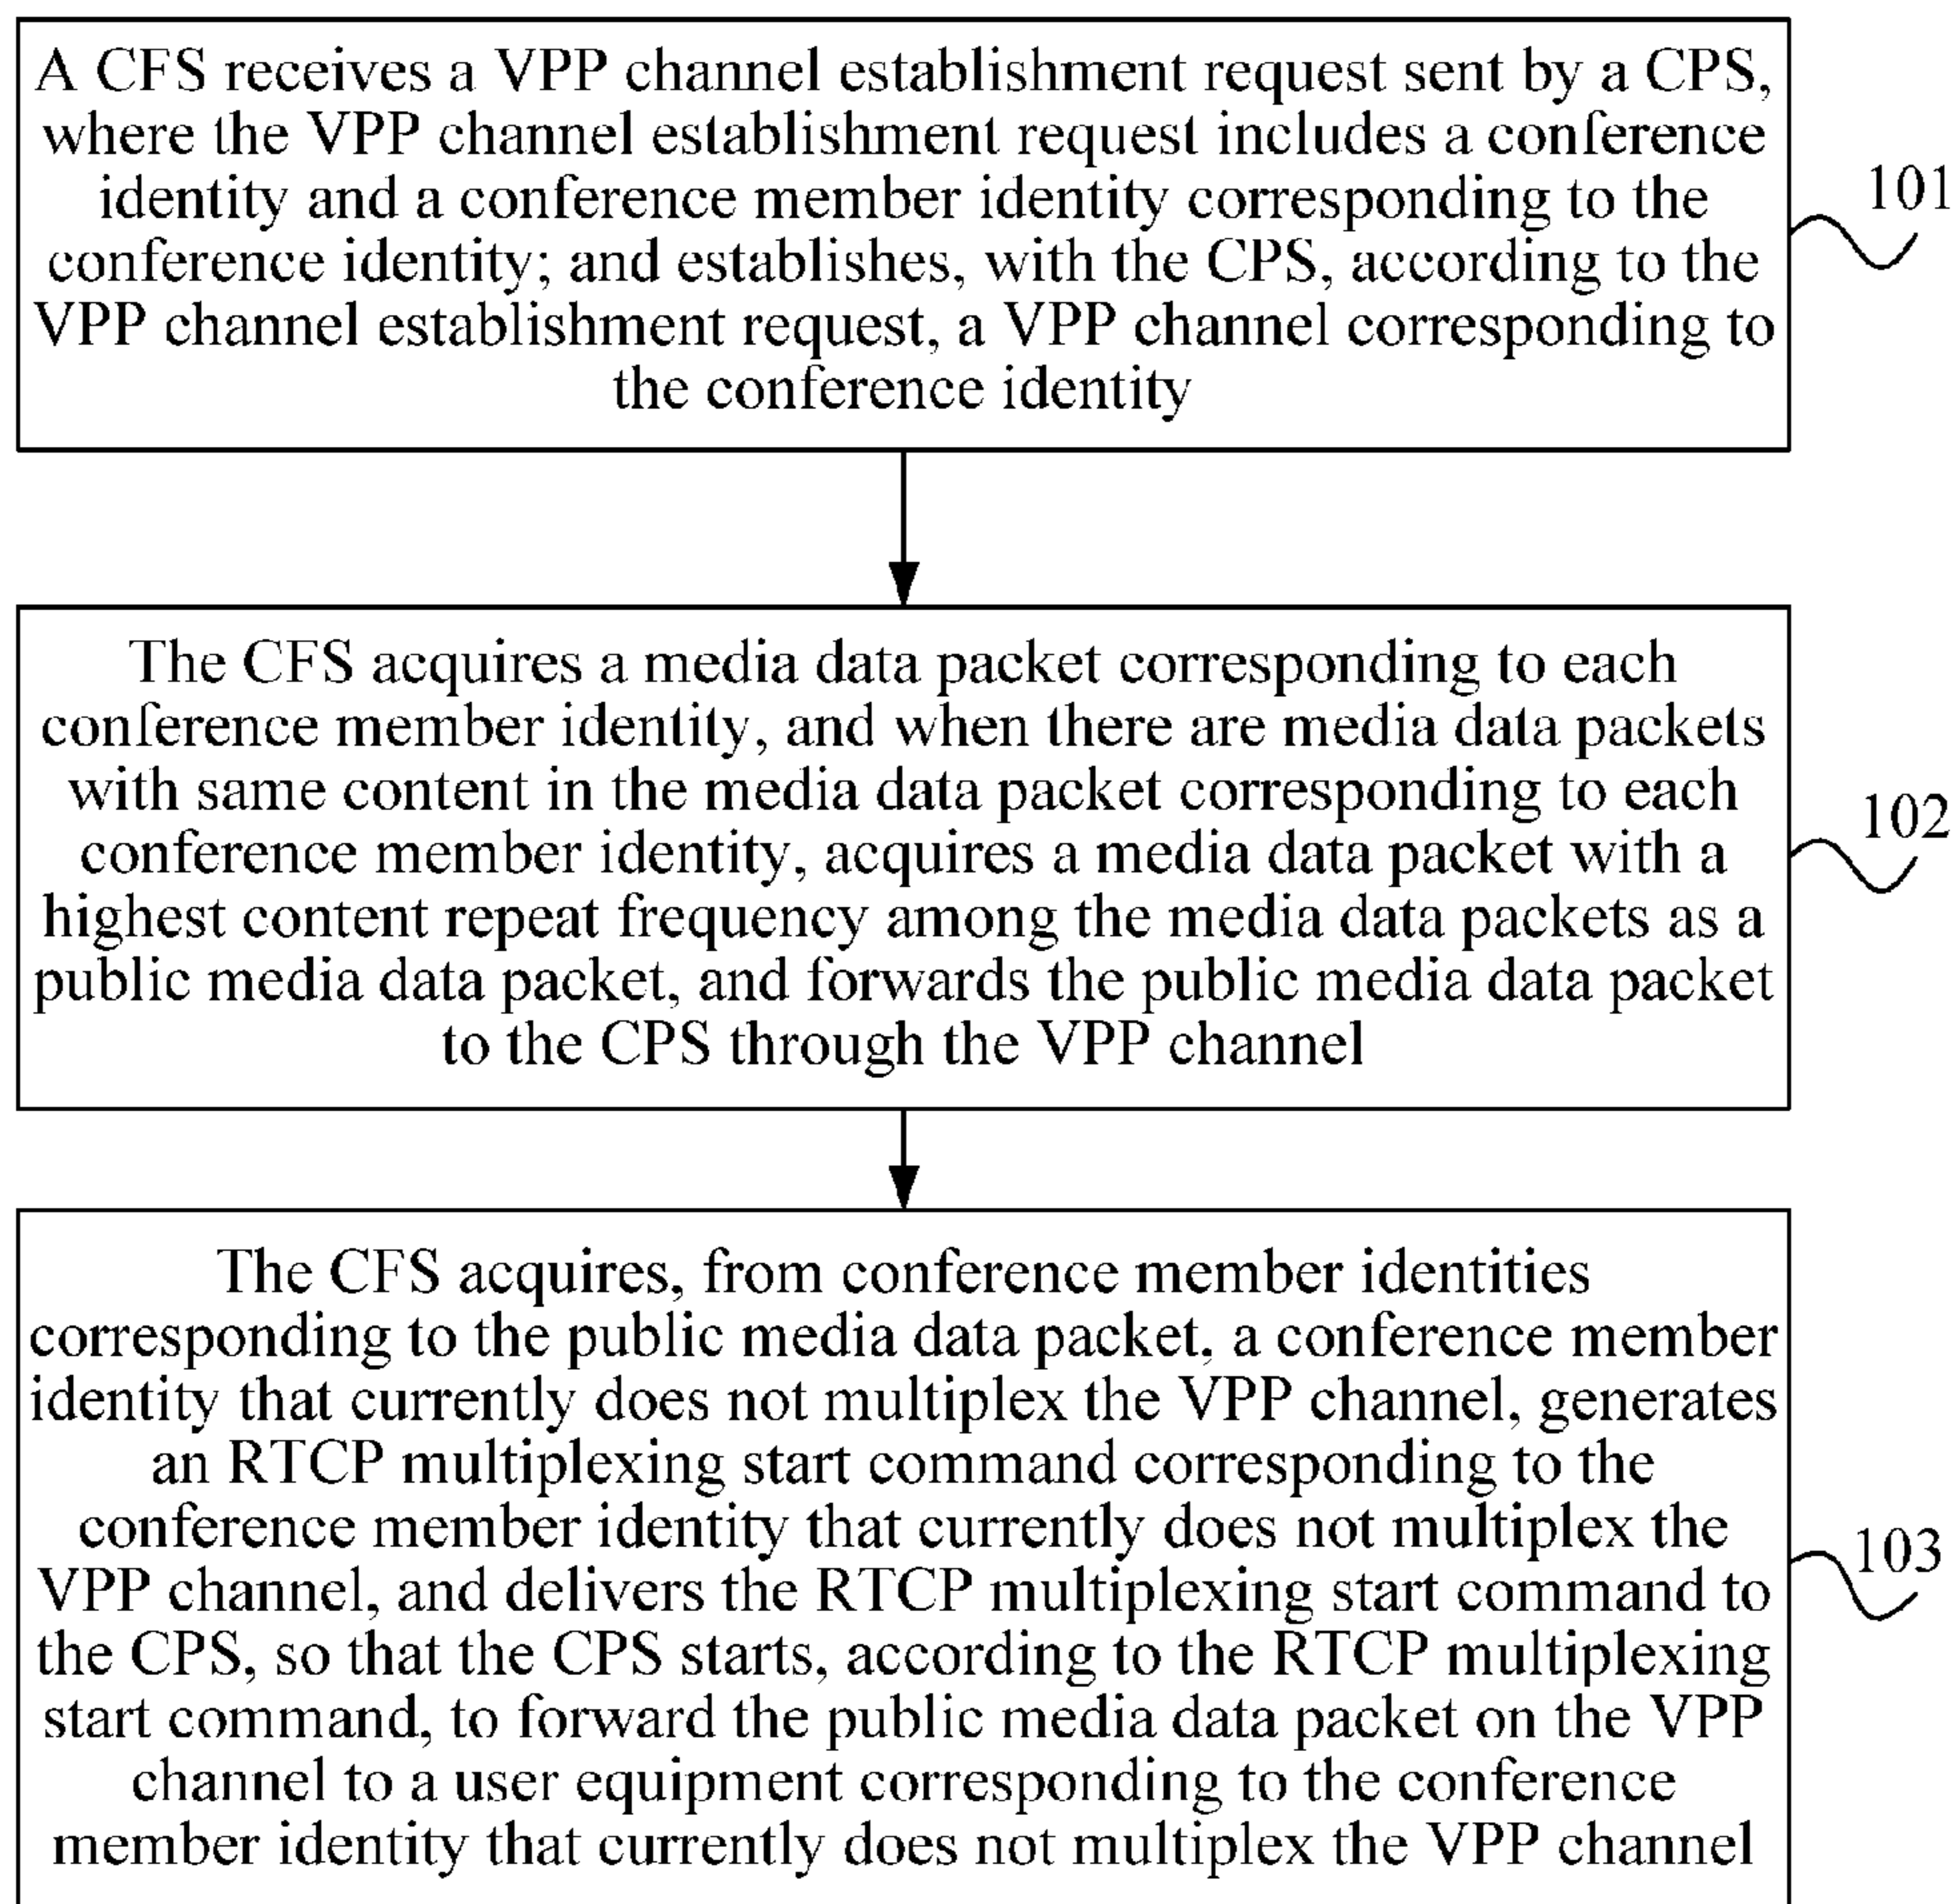 A CFS receives a VPP channel establishment request sent by a CPS,
where the VPP channel establishment request includes a conference
identity and a conference member identity corresponding to the
conference identity; and establishes, with the CPS, according to the
VPP channel establishment request, a VPP channel corresponding to
the conference identity
101
The CFS acquires a media data packet corresponding to each
conference member identity, and when there are media data packets
with same content in the media data packet corresponding to each
conference member identity, acquires a media data packet with a
highest content repeat frequency among the media data packets as a
public media data packet, and forwards the public media data packet
to the CPS through the VPP channel
102
The CFS acquires, from conference member identities
corresponding to the public media data packet, a conference member
identity that currently does not multiplex the VPP channel, generates
an RTCP multiplexing start command corresponding to the
conference member identity that currently does not multiplex the
VPP channel, and delivers the RTCP multiplexing start command to
the CPS, so that the CPS starts, according to the RTCP multiplexing
start command, to forward the public media data packet on the VPP
channel to a user equipment corresponding to the conference
member identity that currently does not multiplex the VPP channel
103